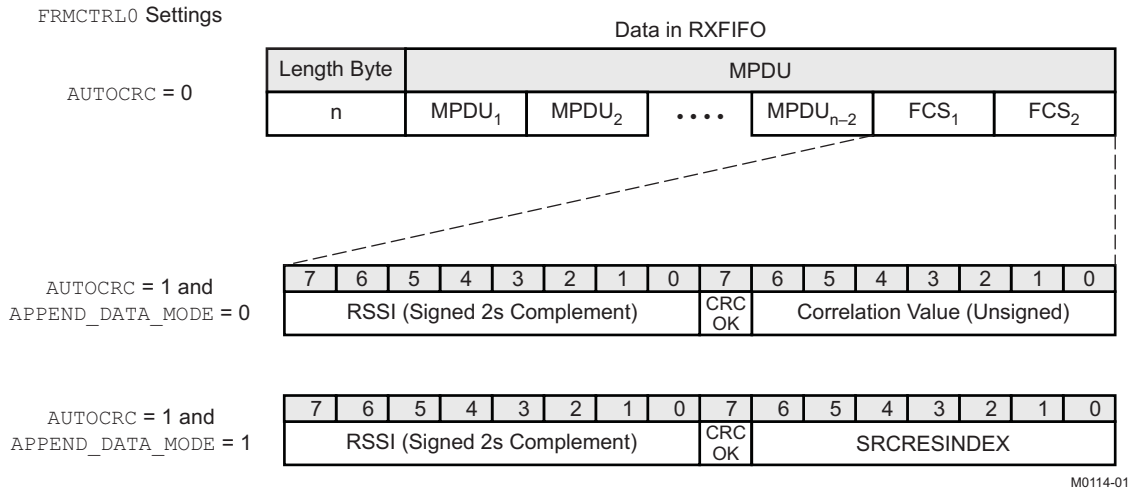 FRMCTRL0 Settings
Data in RXFIFO
Length Byte MPDU
AUTOCRC = 0
n MPDU1 MPDU2 •••• MPDUn–2 FCS1 FCS2
7 6 5 4 3 2 1 0 7 6 5 4 3 2 1 0
AUTOCRC = 1 and
APPEND_DATA_MODE = 0
RSSI (Signed 2s Complement) CRC OK Correlation Value (Unsigned)
7 6 5 4 3 2 1 0 7 6 5 4 3 2 1 0
AUTOCRC = 1 and
APPEND_DATA_MODE = 1
RSSI (Signed 2s Complement) CRC OK SRCRESINDEX
M0114-01